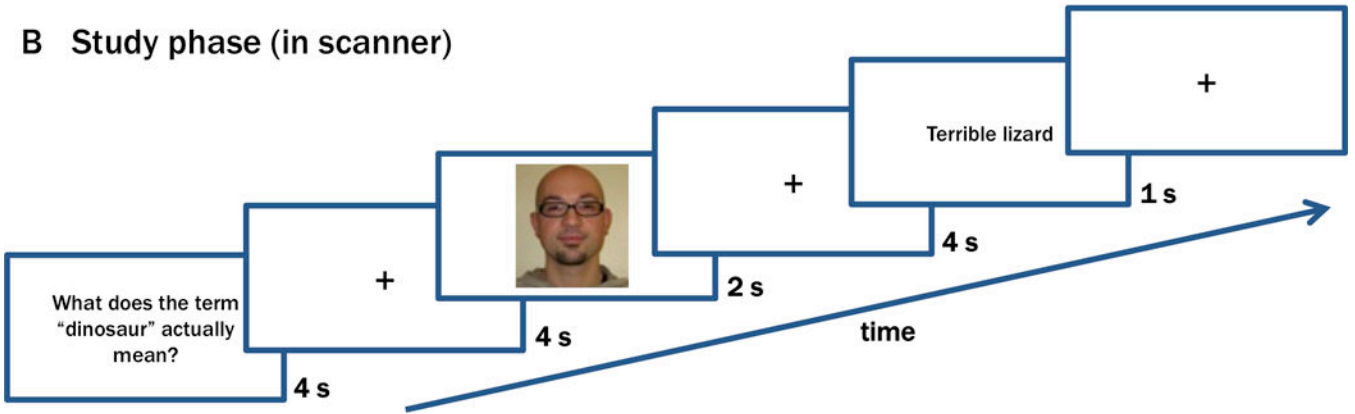 B Study phase (in scanner)
What does the term
“dinosaur” actually
mean?
4 s
+
4 s
2 s
+
4 s
Terrible lizard
1 s
+
time